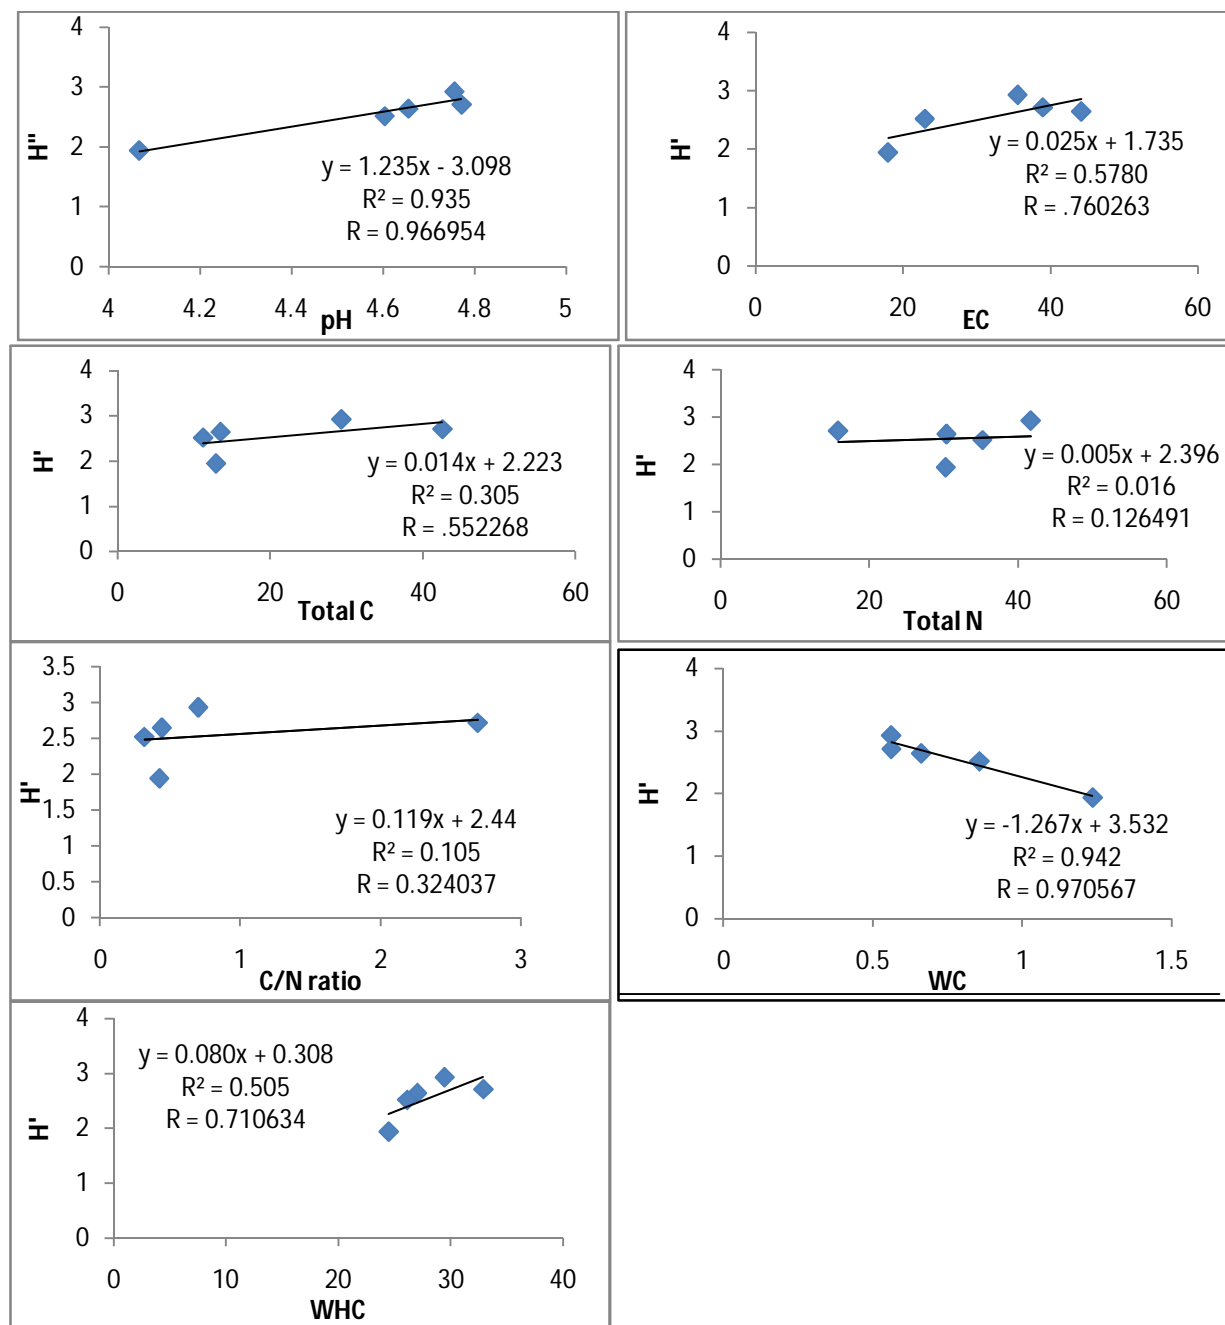 4
3
2
1
0
H"
y = 1.235x - 3.098
R² = 0.935
R = 0.966954
4 4.2 4.4 4.6 4.8 5
pH
4
3
2
1
0
H'
y = 0.025x + 1.735
R² = 0.5780
R = .760263
0 20 40 60
EC
4
3
2
1
0
H'
y = 0.014x + 2.223
R² = 0.305
R = .552268
0 20 40 60
Total C
4
3
2
1
0
H'
y = 0.005x + 2.396
R² = 0.016
R = 0.126491
0 20 40 60
Total N
3.5
3
2.5
2
1.5
1
0.5
0
H'
y = 0.119x + 2.44
R² = 0.105
R = 0.324037
0 1 2 3
C/N ratio
4
3
2
1
0
H'
y = -1.267x + 3.532
R² = 0.942
R = 0.970567
0 0.5 1 1.5
WC
4
3
2
1
0
H'
y = 0.080x + 0.308
R² = 0.505
R = 0.710634
0 10 20 30 40
WHC